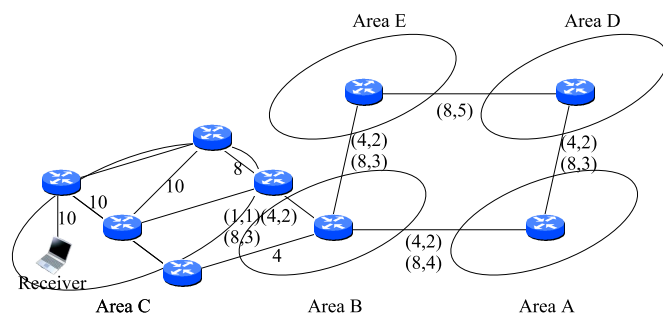 Area E
Area D
(8,5)
(4,2)
(8,3)
(4,2)
(8,3)
8
10
10
10
(1,1)(4,2)
(8,3)
4
(4,2)
(8,4)
Receiver
Area C
Area B
Area A